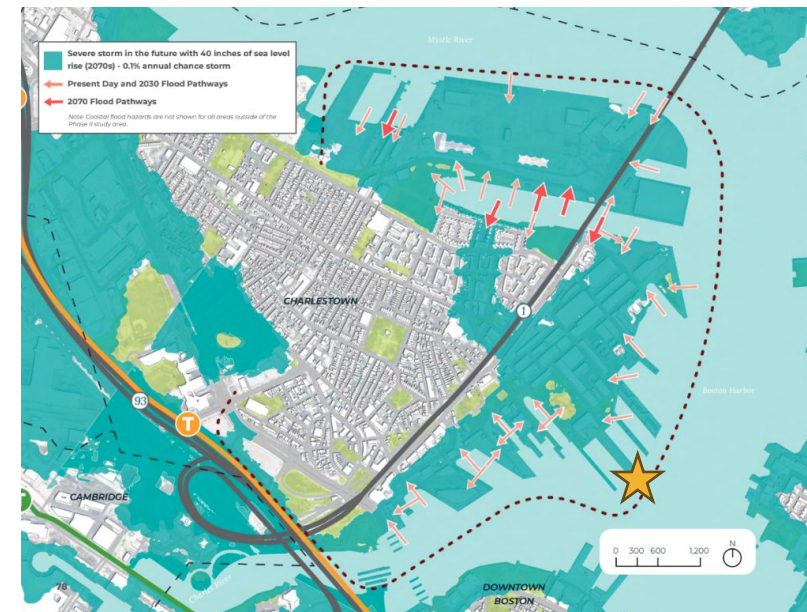 Mystic River
Severe storm in the future with 40 inches of sea level
rise (2070s) - 0.1% annual chance storm
Present Day and 2030 Flood Pathways
2070 Flood Pathways
Note: Coastal flood hazards are not shown for all areas outside of the
Phase II study area.
CHARLESTOWN
1
93
T
Boston Harbor
CAMBRIDGE
T
N
0 300 600 1,200
78
Charles River
DOWNTOWN
BOSTON